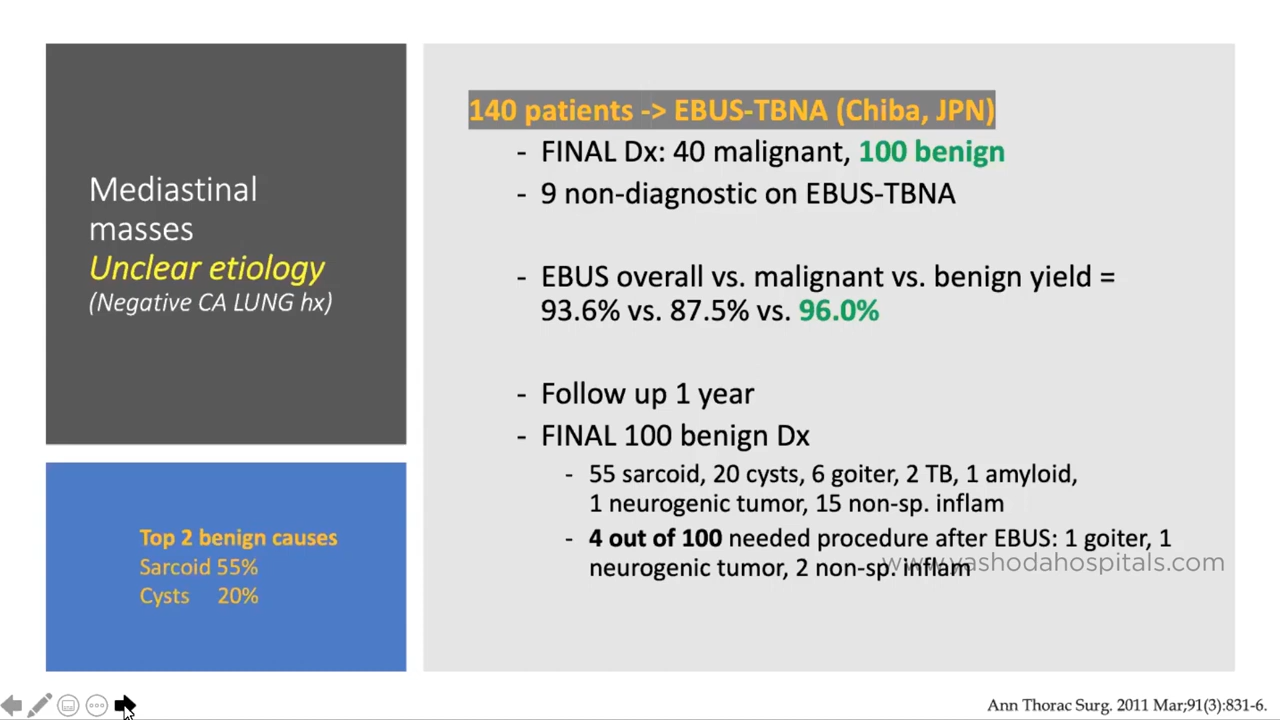 Mediastinal
masses
Unclear etiology
(Negative CA LUNG hx)
Top 2 benign causes
Sarcoid 55%
Cysts 20%
140 patients -> EBUS-TBNA (Chiba, JPN)
- FINAL Dx: 40 malignant, 100 benign
- 9 non-diagnostic on EBUS-TBNA
- EBUS overall vs. malignant vs. benign yield =
93.6% vs. 87.5% vs. 96.0%
- Follow up 1 year
- FINAL 100 benign Dx
- 55 sarcoid, 20 cysts, 6 goiter, 2 TB, 1 amyloid,
1 neurogenic tumor, 15 non-sp. inflam
- 4 out of 100 needed procedure after EBUS: 1 goiter, 1
neurogenic tumor, 2 non-sp. inflam
www.yashodahospitals.com
Ann Thorac Surg. 2011 Mar;91(3):831-6.